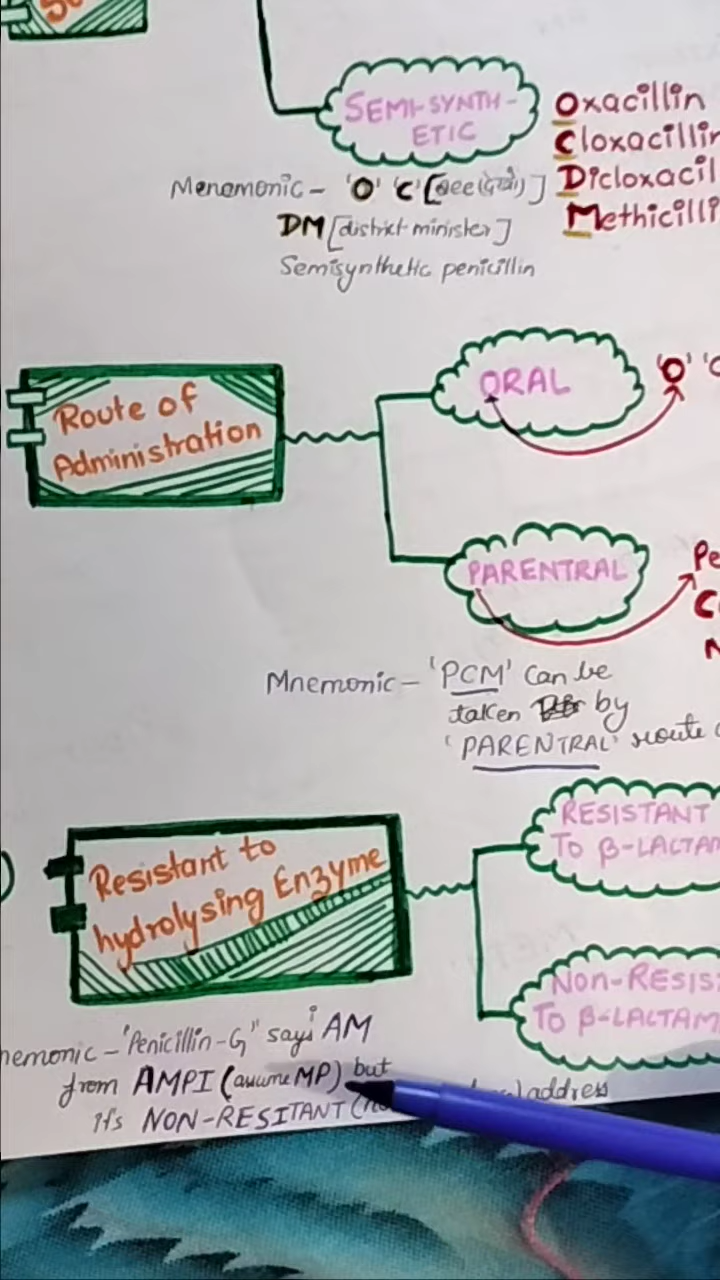 SEMI-SYNTH-
ETIC
Oxacillin
Cloxacillin
Dicloxacil
Methicilli
Menemonic - 'O' 'C' [see (देखो)]
DM [district minister]
Semisynthetic penicillin
Route of
Administration
ORAL
'O' 'C
PARENTRAL
Pe
C
M
Mnemonic - 'PCM' can be
taken by
'PARENTRAL' route
Resistant to
hydrolysing Enzyme
RESISTANT
TO β-LACTAM
NON-RESIS
TO β-LACTAM
nemonic - 'Penicillin-G" says i AM
from AMPI (assume MP) but
it's NON-RESITANT ( address